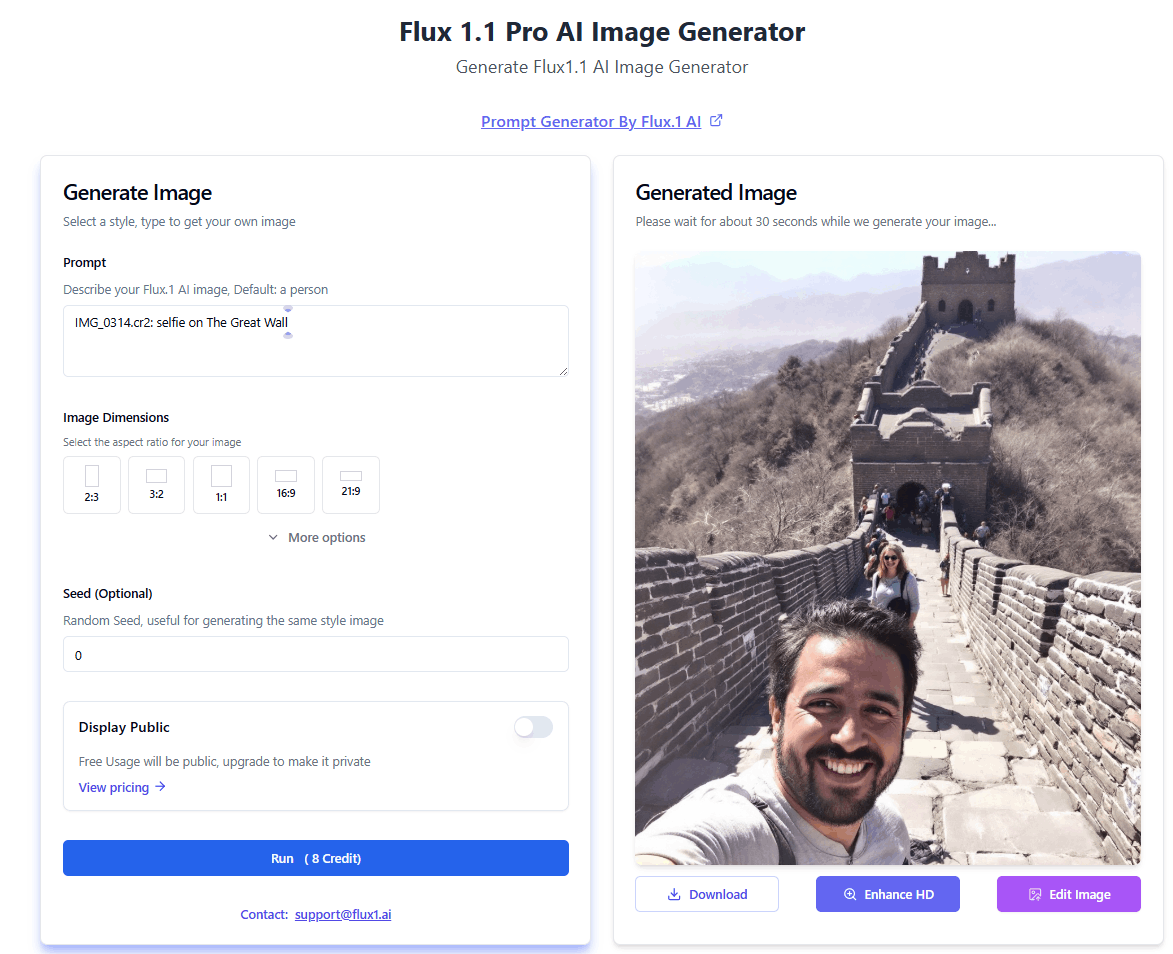 Flux 1.1 Pro AI Image Generator
Generate Flux1.1 AI Image Generator
Prompt Generator By Flux.1 AI
Generate Image
Select a style, type to get your own image
Prompt
Describe your Flux.1 AI image, Default: a person
IMG_0314.cr2: selfie on The Great Wall
Image Dimensions
Select the aspect ratio for your image
2:3 3:2 1:1 16:9 21:9
More options
Seed (Optional)
Random Seed, useful for generating the same style image
0
Display Public
Free Usage will be public, upgrade to make it private
View pricing
Run ( 8 Credit)
Contact: support@flux1.ai
Generated Image
Please wait for about 30 seconds while we generate your image...
Download Enhance HD Edit Image